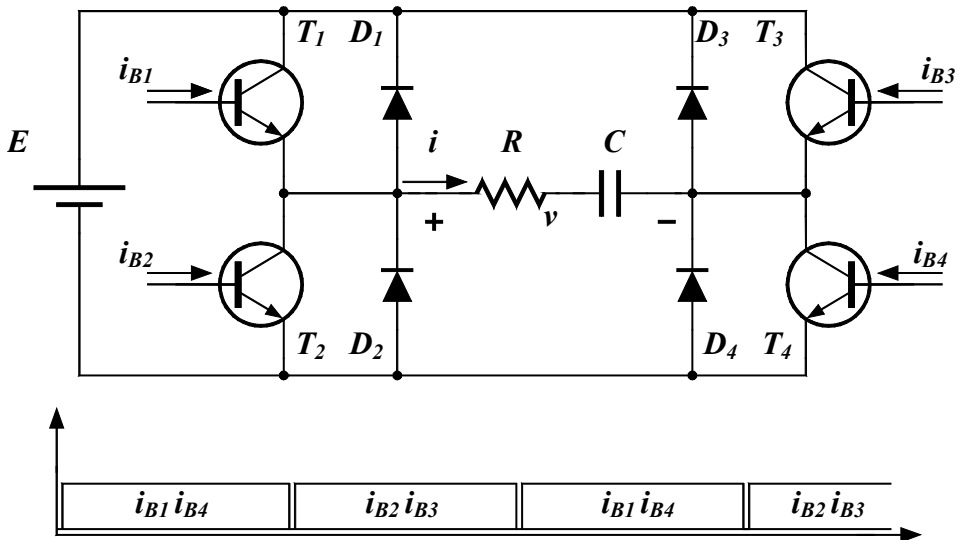 T1 D1 D3 T3
iB1 iB3
E i R C
+ v −
iB2 iB4
T2 D2 D4 T4
iB1 iB4 iB2 iB3 iB1 iB4 iB2 iB3